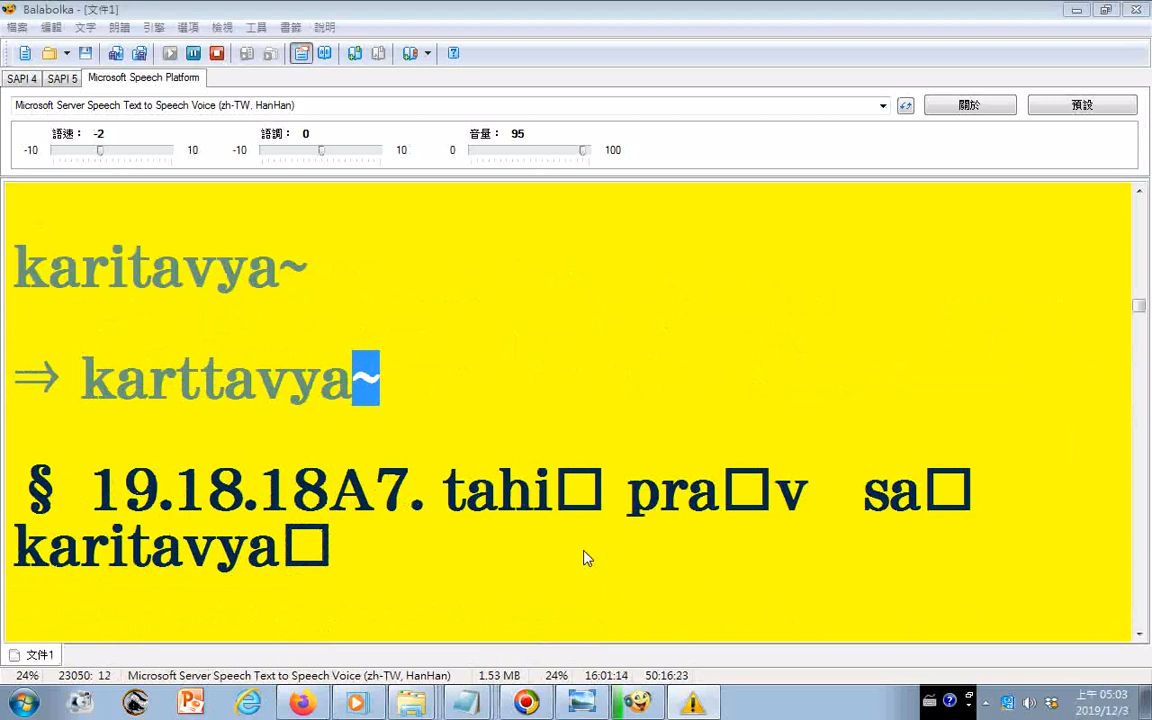 Balabolka - [文件1]
檔案 編輯 文字 朗讀 引擎 選項 檢視 工具 書籤 說明
SAPI 4 SAPI 5 Microsoft Speech Platform
Microsoft Server Speech Text to Speech Voice (zh-TW, HanHan) 關於 預設
語速： -2 語調： 0 音量： 95
-10 10 -10 10 0 100
karitavya~
⇒ karttavya~
§ 19.18.18A7. tahi□ pra□v sa□
karitavya□
文件1
24% 23050: 12 Microsoft Server Speech Text to Speech Voice (zh-TW, HanHan) 1.53 MB 24% 16:01:14 50:16:23
上午 05:03
2019/12/3